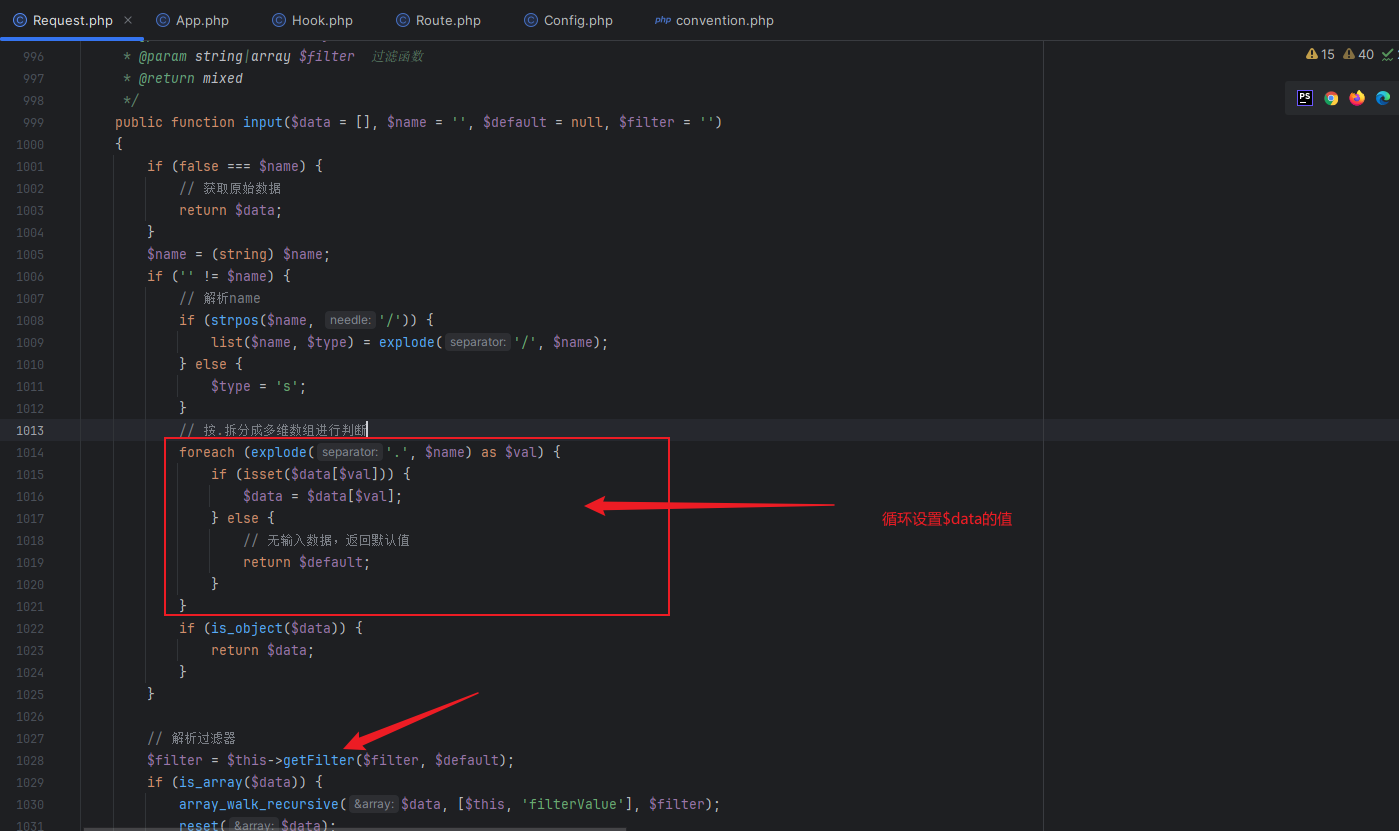 Request.php × App.php Hook.php Route.php Config.php php convention.php
15 40
PS
996 * @param string|array $filter 过滤函数
997 * @return mixed
998 */
999 public function input($data = [], $name = '', $default = null, $filter = '')
1000 {
1001 if (false === $name) {
1002 // 获取原始数据
1003 return $data;
1004 }
1005 $name = (string) $name;
1006 if ('' != $name) {
1007 // 解析name
1008 if (strpos($name, needle: '/')) {
1009 list($name, $type) = explode( separator: '/', $name);
1010 } else {
1011 $type = 's';
1012 }
1013 // 按.拆分成多维数组进行判断
1014 foreach (explode( separator: '.', $name) as $val) {
1015 if (isset($data[$val])) {
1016 $data = $data[$val];
1017 } else {
循环设置$data的值
1018 // 无输入数据，返回默认值
1019 return $default;
1020 }
1021 }
1022 if (is_object($data)) {
1023 return $data;
1024 }
1025 }
1026
1027 // 解析过滤器
1028 $filter = $this->getFilter($filter, $default);
1029 if (is_array($data)) {
1030 array_walk_recursive( &array: $data, [$this, 'filterValue'], $filter);
1031 reset( &array: $data);